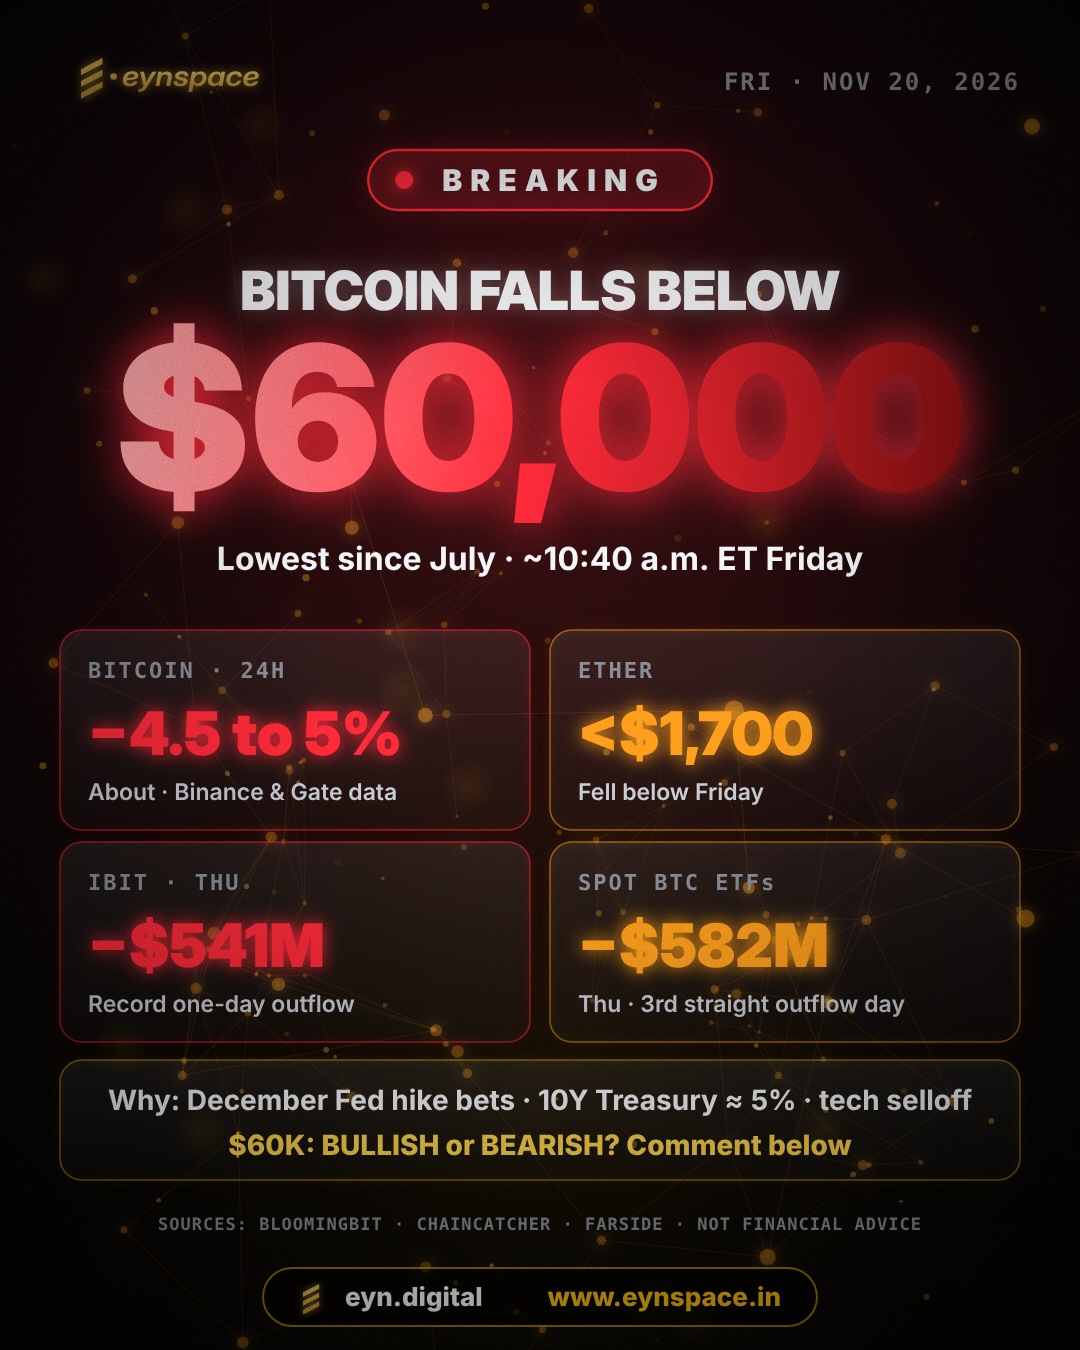 eynspace
FRI · NOV 20, 2026
BREAKING
BITCOIN FALLS BELOW
$60,000
Lowest since July · ~10:40 a.m. ET Friday
BITCOIN · 24H
−4.5 to 5%
About · Binance & Gate data
ETHER
<$1,700
Fell below Friday
IBIT · THU
−$541M
Record one-day outflow
SPOT BTC ETFs
−$582M
Thu · 3rd straight outflow day
Why: December Fed hike bets · 10Y Treasury ≈ 5% · tech selloff
$60K: BULLISH or BEARISH? Comment below
SOURCES: BLOOMINGBIT · CHAINCATCHER · FARSIDE · NOT FINANCIAL ADVICE
eyn.digital www.eynspace.in